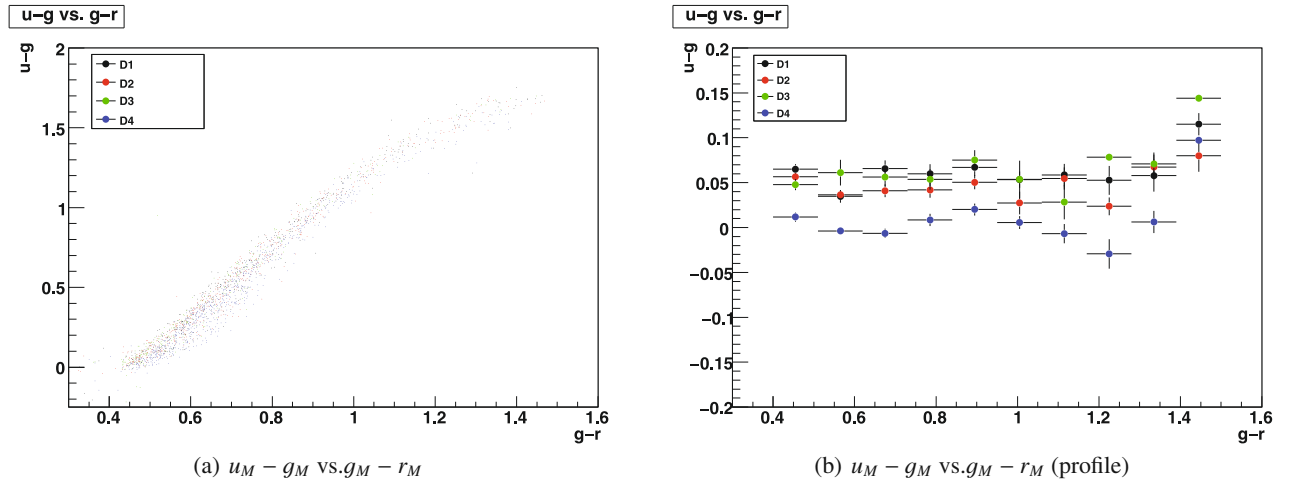 u-g vs. g-r
u-g
2
1.5
1
0.5
0
D1
D2
D3
D4
0.4 0.6 0.8 1 1.2 1.4 1.6
g-r
(a) u_M − g_M vs.g_M − r_M
u-g vs. g-r
u-g
0.2
0.15
0.1
0.05
0
-0.05
-0.1
-0.15
-0.2
D1
D2
D3
D4
0.4 0.6 0.8 1 1.2 1.4 1.6
g-r
(b) u_M − g_M vs.g_M − r_M (profile)